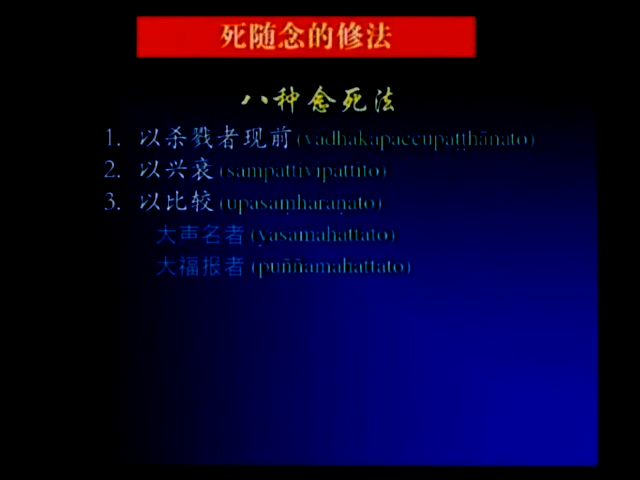 死随念的修法
八种念死法
1. 以杀戮者现前 (vadhakapaccupaṭṭhānato)
2. 以兴衰 (sampattivipattito)
3. 以比较 (upasaṃharaṇato)
大声名者 (yasamahattato)
大福报者 (puññamahattato)